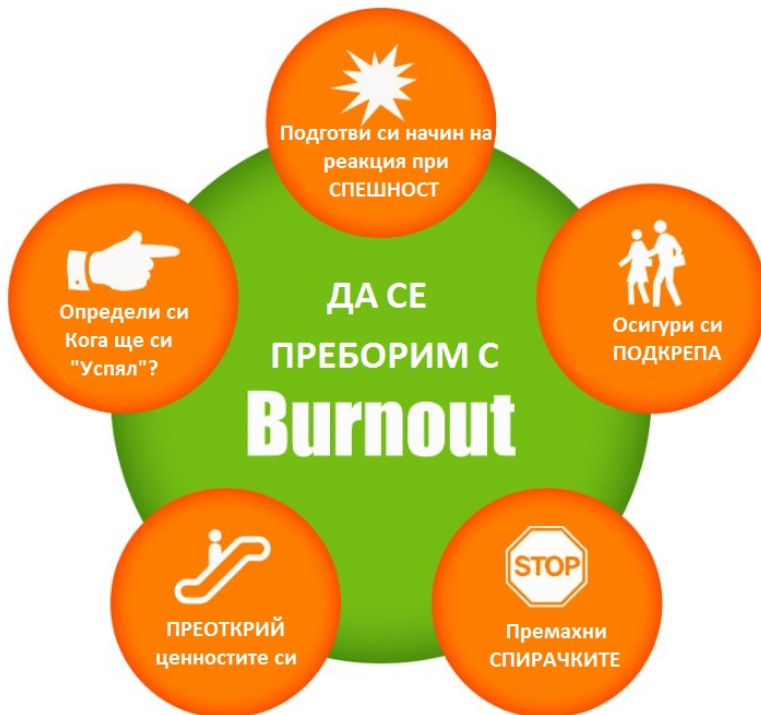 Подготви си начин на
реакция при
СПЕШНОСТ
Определи си
Кога ще си
"Успял"?
ДА СЕ
ПРЕБОРИМ С
Burnout
Осигури си
ПОДКРЕПА
ПРЕОТКРИЙ
ценностите си
STOP
Премахни
СПИРАЧКИТЕ